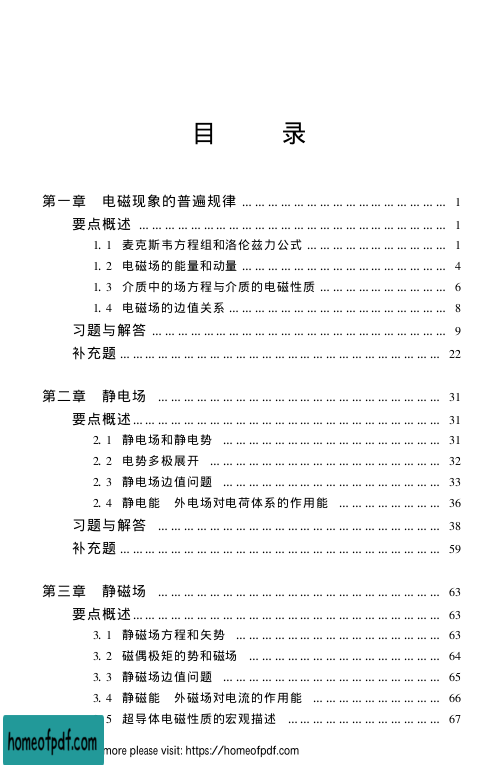 目 录
第一章 电磁现象的普遍规律 … … … … … … … … … … … … … … … … 1
要点概述 … … … … … … … … … … … … … … … … … … … … … … … … 1
1. 1 麦克斯韦方程组和洛伦兹力公式 … … … … … … … … … … … 1
1. 2 电磁场的能量和动量 … … … … … … … … … … … … … … … … 4
1. 3 介质中的场方程与介质的电磁性质 … … … … … … … … … … 6
1. 4 电磁场的边值关系 … … … … … … … … … … … … … … … … … 8
习题与解答 … … … … … … … … … … … … … … … … … … … … … … … 9
补充题 … … … … … … … … … … … … … … … … … … … … … … … … … 22
第二章 静电场 … … … … … … … … … … … … … … … … … … … … … … 31
要点概述 … … … … … … … … … … … … … … … … … … … … … … … … 31
2. 1 静电场和静电势 … … … … … … … … … … … … … … … … … 31
2. 2 电势多极展开 … … … … … … … … … … … … … … … … … … 32
2. 3 静电场边值问题 … … … … … … … … … … … … … … … … … 33
2. 4 静电能 外电场对电荷体系的作用能 … … … … … … … … 36
习题与解答 … … … … … … … … … … … … … … … … … … … … … … 38
补充题 … … … … … … … … … … … … … … … … … … … … … … … … … 59
第三章 静磁场 … … … … … … … … … … … … … … … … … … … … … … 63
要点概述 … … … … … … … … … … … … … … … … … … … … … … … … 63
3. 1 静磁场方程和矢势 … … … … … … … … … … … … … … … … 63
3. 2 磁偶极矩的势和磁场 … … … … … … … … … … … … … … … 64
3. 3 静磁场边值问题 … … … … … … … … … … … … … … … … … 65
3. 4 静磁能 外磁场对电流的作用能 … … … … … … … … … … 66
5 超导体电磁性质的宏观描述 … … … … … … … … … … … … 67
homeofpdf.com more please visit: https://homeofpdf.com